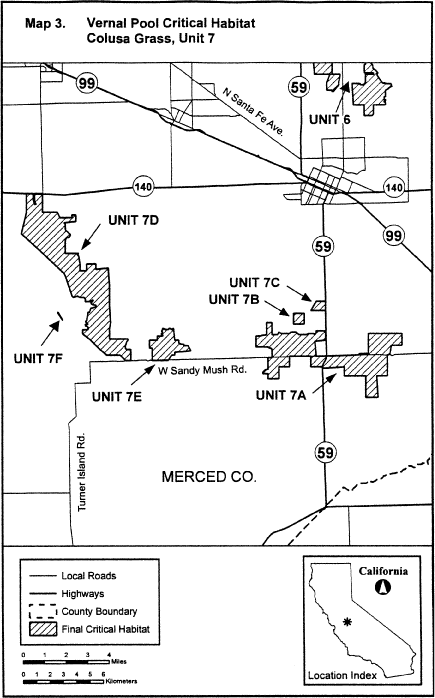 Map 3. Vernal Pool Critical Habitat
Colusa Grass, Unit 7
99
N Santa Fe Ave.
59
UNIT 6
140
140
UNIT 7D
59
99
UNIT 7C
UNIT 7B
UNIT 7F
UNIT 7E
W Sandy Mush Rd.
UNIT 7A
Turner Island Rd.
59
MERCED CO.
LEGEND
Local Roads
Highways
County Boundary
Final Critical Habitat
0 1 2 3 4
Miles
0 1 2 3 4 5 6
Kilometers
California
Location Index